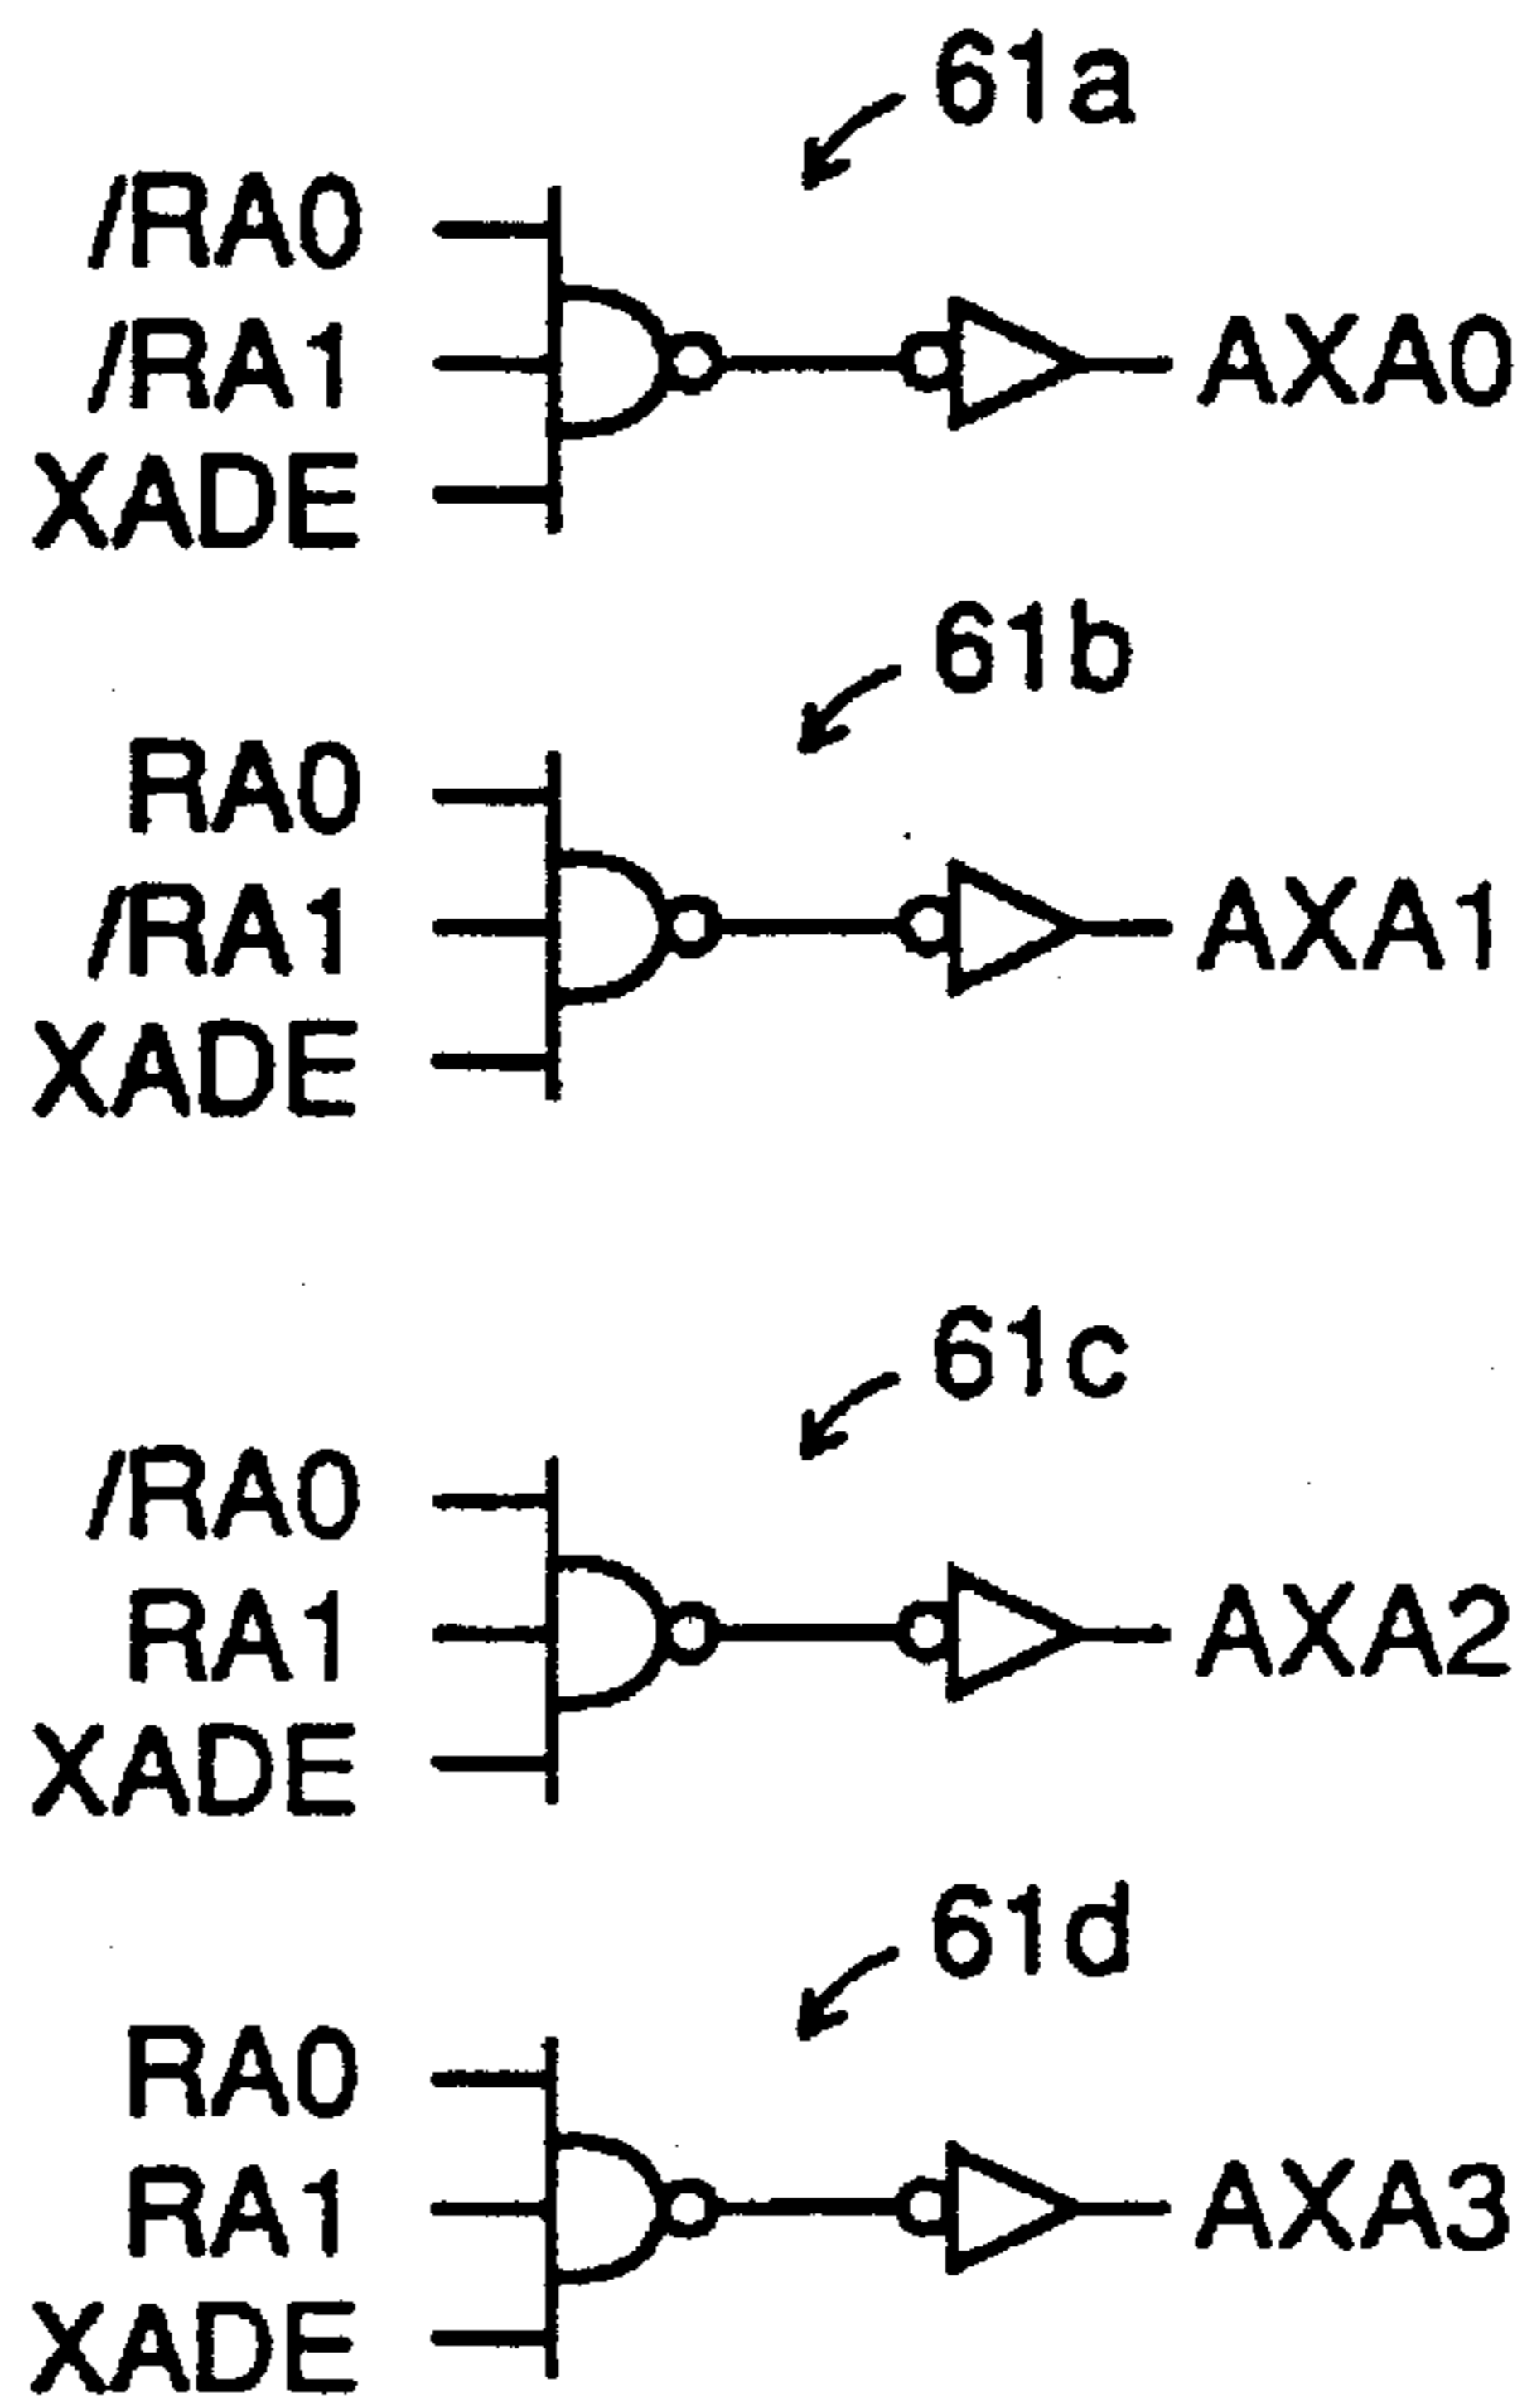 61a
/RA0
/RA1
XADE
AXA0
61b
RA0
/RA1
XADE
AXA1
61c
/RA0
RA1
XADE
AXA2
61d
RA0
RA1
XADE
AXA3